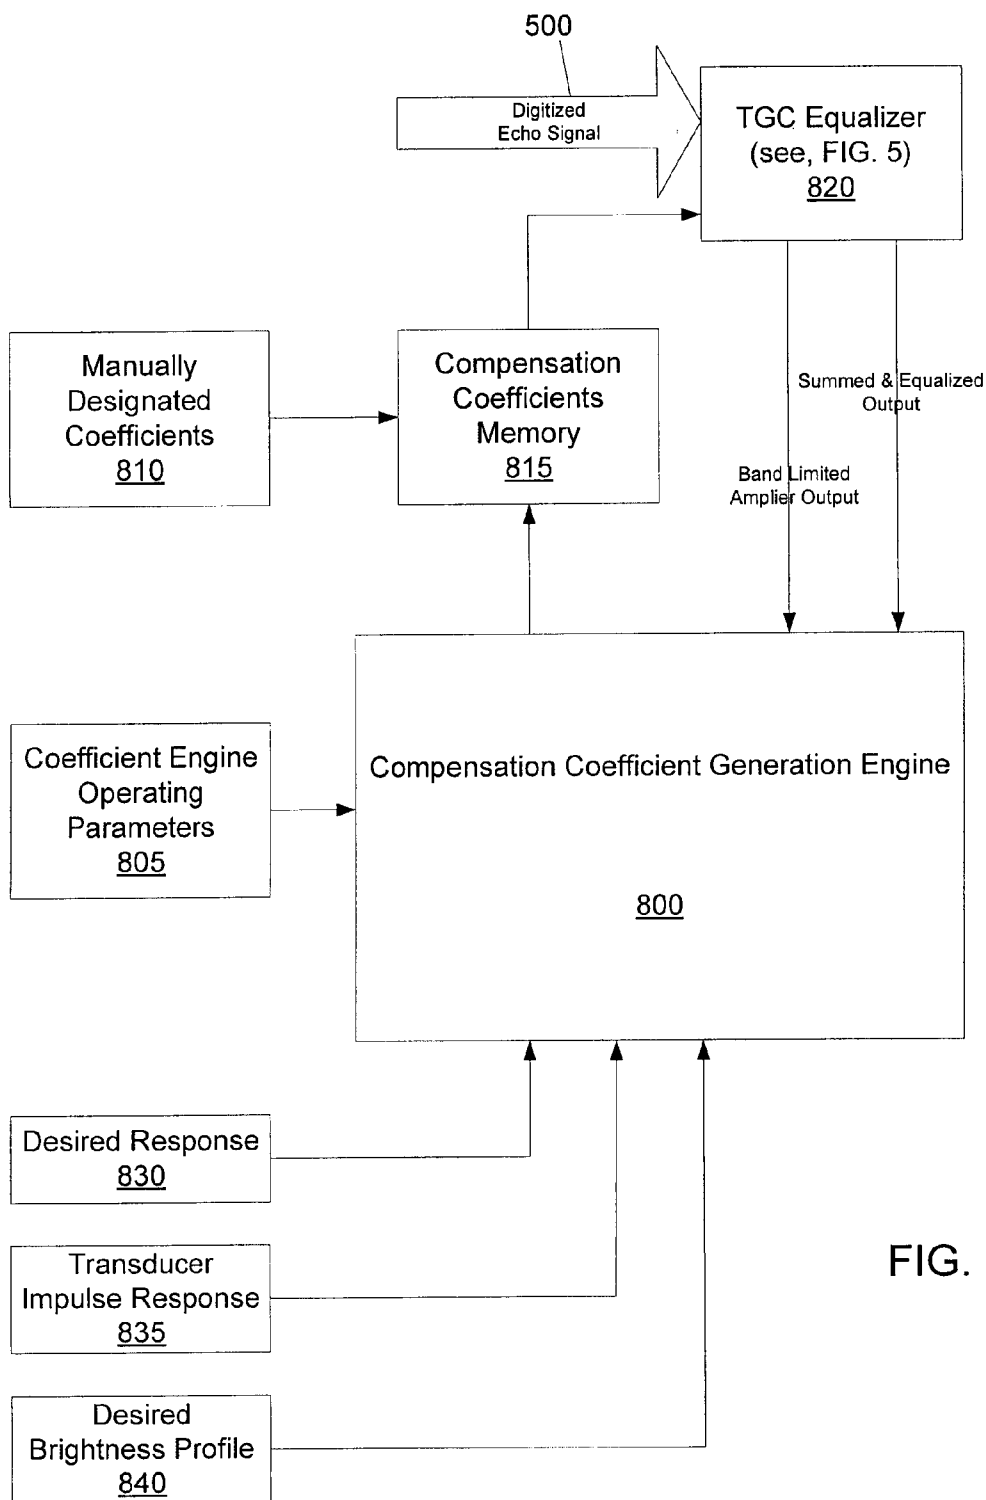 500
Digitized
Echo Signal
TGC Equalizer
(see, FIG. 5)
820
Manually
Designated
Coefficients
810
Compensation
Coefficients
Memory
815
Summed & Equalized
Output
Band Limited
Amplier Output
Coefficient Engine
Operating
Parameters
805
Compensation Coefficient Generation Engine
800
Desired Response
830
Transducer
Impulse Response
835
FIG.
Desired
Brightness Profile
840